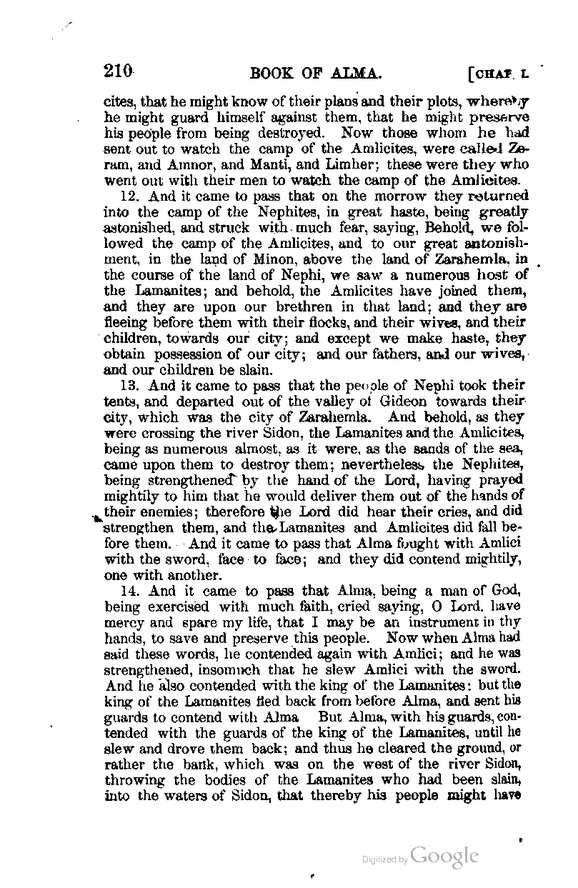 210 BOOK OF ALMA. [CHAP. I.
cites, that he might know of their plans and their plots, whereby
he might guard himself against them, that he might preserve
his people from being destroyed. Now those whom he had
sent out to watch the camp of the Amlicites, were called Ze-
ram, and Amnor, and Manti, and Limher; these were they who
went out with their men to watch the camp of the Amlicites.
12. And it came to pass that on the morrow they returned
into the camp of the Nephites, in great haste, being greatly
astonished, and struck with much fear, saying, Behold, we fol-
lowed the camp of the Amlicites, and to our great astonish-
ment, in the land of Minon, above the land of Zarahemla, in
the course of the land of Nephi, we saw a numerous host of
the Lamanites; and behold, the Amlicites have joined them,
and they are upon our brethren in that land; and they are
fleeing before them with their flocks, and their wives, and their
children, towards our city; and except we make haste, they
obtain possession of our city; and our fathers, and our wives,
and our children be slain.
13. And it came to pass that the people of Nephi took their
tents, and departed out of the valley of Gideon towards their
city, which was the city of Zarahemla. And behold, as they
were crossing the river Sidon, the Lamanites and the Amlicites,
being as numerous almost, as it were, as the sands of the sea,
came upon them to destroy them; nevertheless the Nephites,
being strengthened by the hand of the Lord, having prayed
mightily to him that he would deliver them out of the hands of
their enemies; therefore the Lord did hear their cries, and did
strengthen them, and the Lamanites and Amlicites did fall be-
fore them. And it came to pass that Alma fought with Amlici
with the sword, face to face; and they did contend mightily,
one with another.
14. And it came to pass that Alma, being a man of God,
being exercised with much faith, cried saying, O Lord, have
mercy and spare my life, that I may be an instrument in thy
hands, to save and preserve this people. Now when Alma had
said these words, he contended again with Amlici; and he was
strengthened, insomuch that he slew Amlici with the sword.
And he also contended with the king of the Lamanites: but the
king of the Lamanites fled back from before Alma, and sent his
guards to contend with Alma But Alma, with his guards, con-
tended with the guards of the king of the Lamanites, until he
slew and drove them back; and thus he cleared the ground, or
rather the bank, which was on the west of the river Sidon,
throwing the bodies of the Lamanites who had been slain,
into the waters of Sidon, that thereby his people might have
Digitized by Google